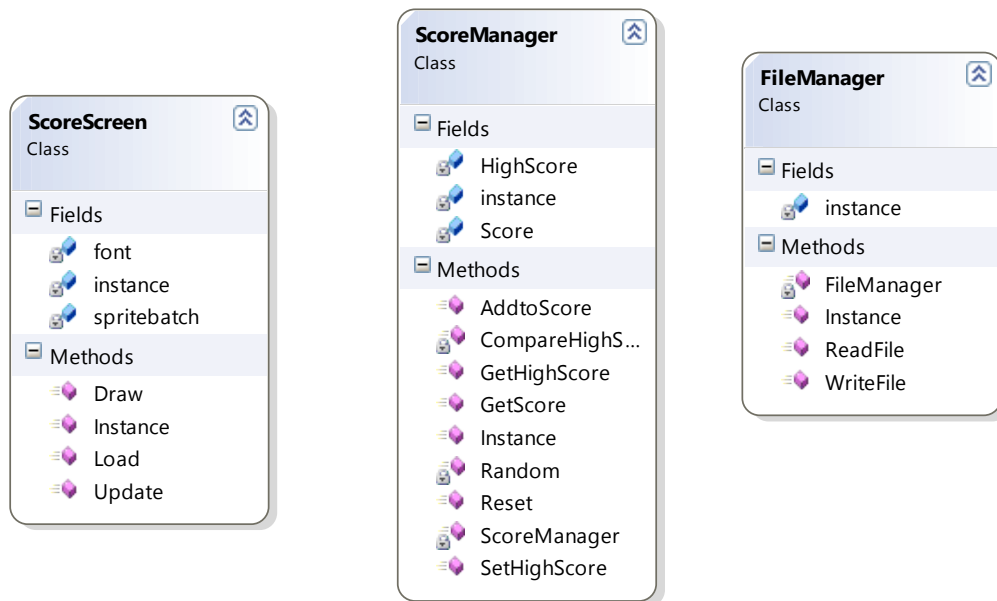 ScoreScreen
Class
Fields
font
instance
spritebatch
Methods
Draw
Instance
Load
Update
ScoreManager
Class
Fields
HighScore
instance
Score
Methods
AddtoScore
CompareHighS...
GetHighScore
GetScore
Instance
Random
Reset
ScoreManager
SetHighScore
FileManager
Class
Fields
instance
Methods
FileManager
Instance
ReadFile
WriteFile